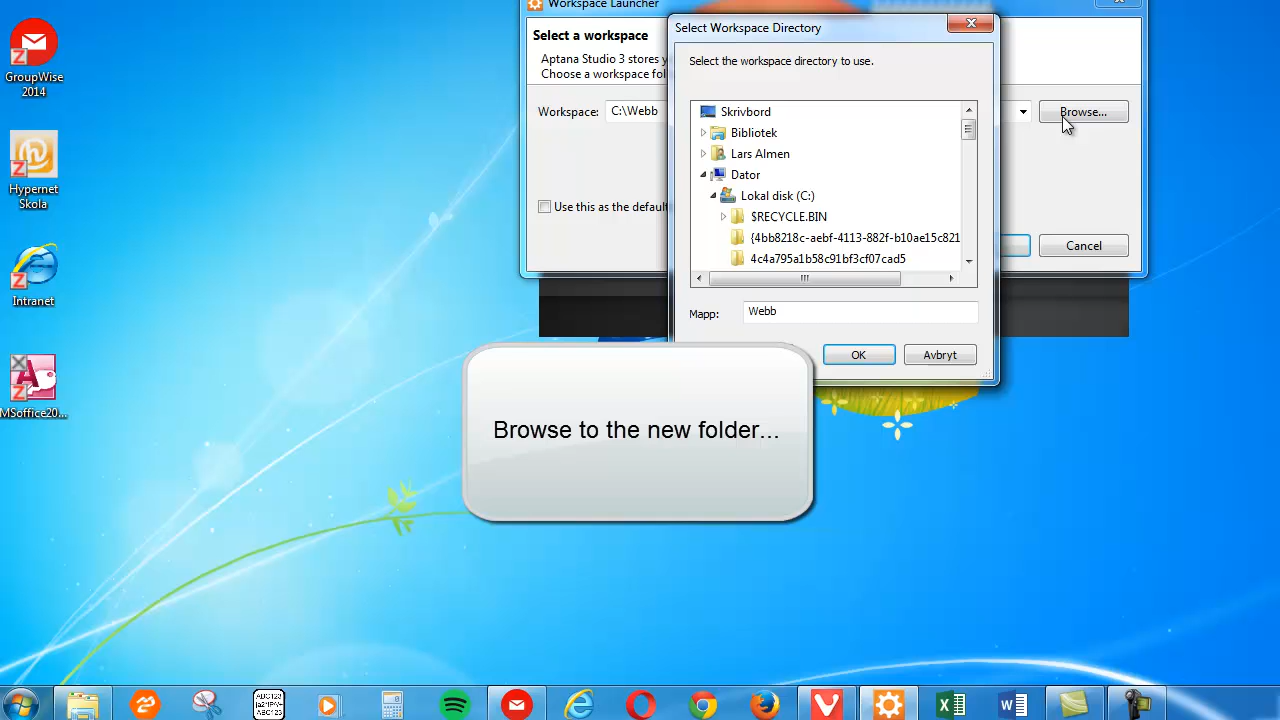 GroupWise
2014
Hypernet
Skola
Intranet
MSoffice20...
Workspace Launcher
Select a workspace
Aptana Studio 3 stores y
Choose a workspace fol
Workspace:
C:\Webb
Browse...
Use this as the default
Cancel
Select Workspace Directory
Select the workspace directory to use.
Skrivbord
Bibliotek
Lars Almen
Dator
Lokal disk (C:)
$RECYCLE.BIN
{4bb8218c-aebf-4113-882f-b10ae15c821
4c4a795a1b58c91bf3cf07cad5
Mapp:
Webb
OK
Avbryt
Browse to the new folder...